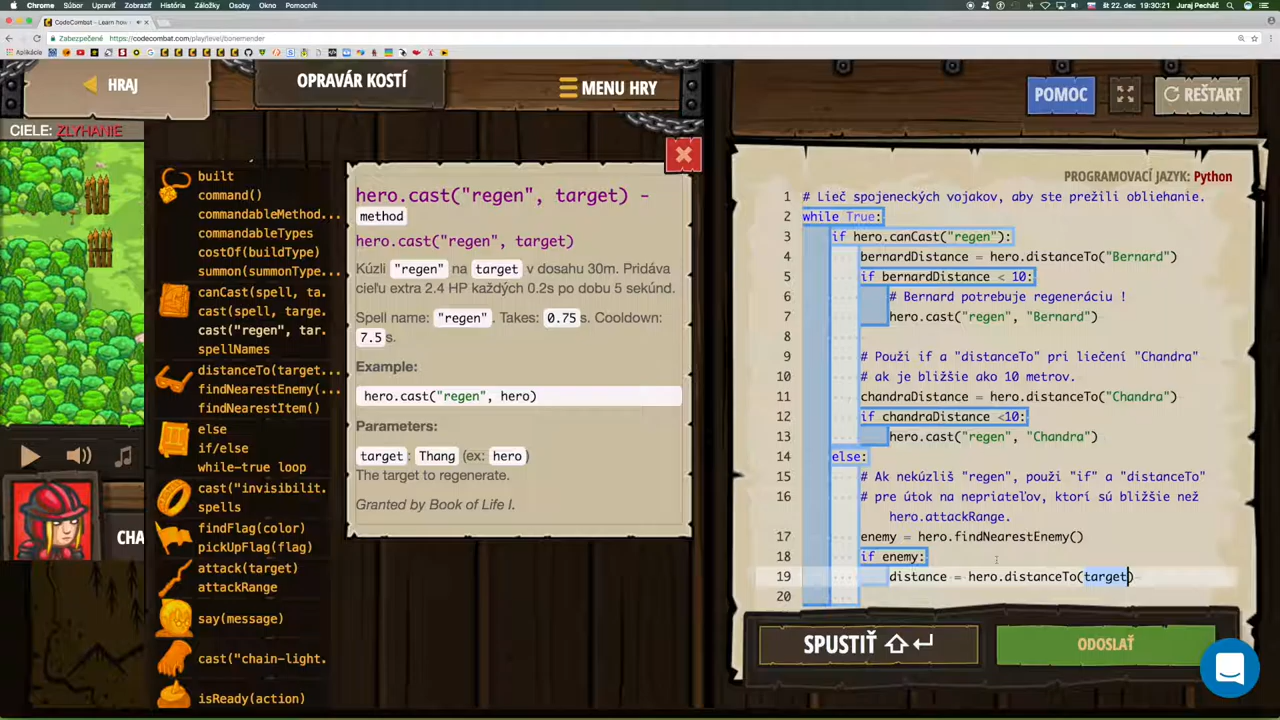 Chrome Súbor Upraviť Zobraziť História Záložky Osoby Okno Pomocník
št 22. dec 19:30:21 Juraj Pecháč
CodeCombat - Learn how
Zabezpečené https://codecombat.com/play/level/bonemender
Aplikácie
HRAJ
OPRAVÁR KOSTÍ
MENU HRY
POMOC
REŠTART
CIELE: ZLYHANIE
built
command()
commandableMethod...
commandableTypes
costOf(buildType)
summon(summonType...
canCast(spell, ta.
cast(spell, targe.
cast("regen", tar.
spellNames
distanceTo(target...
findNearestEnemy(...
findNearestItem()
else
if/else
while-true loop
cast("invisibilit.
spells
findFlag(color)
pickUpFlag(flag)
attack(target)
attackRange
say(message)
cast("chain-light.
isReady(action)
CHA
hero.cast("regen", target) –
method
hero.cast("regen", target)
Kúzli "regen" na target v dosahu 30m. Pridáva
cieľu extra 2.4 HP každých 0.2s po dobu 5 sekúnd.
Spell name: "regen". Takes: 0.75s. Cooldown:
7.5s.
Example:
hero.cast("regen", hero)
Parameters:
target: Thang (ex: hero)
The target to regenerate.
Granted by Book of Life I.
PROGRAMOVACÍ JAZYK: Python
1 # Lieč spojeneckých vojakov, aby ste prežili obliehanie.
2 while True:
3 if hero.canCast("regen"):
4 bernardDistance = hero.distanceTo("Bernard")
5 if bernardDistance < 10:
6 # Bernard potrebuje regeneráciu !
7 hero.cast("regen", "Bernard")
8
9 # Použi if a "distanceTo" pri liečení "Chandra"
10 # ak je bližšie ako 10 metrov.
11 chandraDistance = hero.distanceTo("Chandra")
12 if chandraDistance <10:
13 hero.cast("regen", "Chandra")
14 else:
15 # Ak nekúzliš "regen", použi "if" a "distanceTo"
16 # pre útok na nepriateľov, ktorí sú bližšie než
hero.attackRange.
17 enemy = hero.findNearestEnemy()
18 if enemy:
19 distance = hero.distanceTo(target)
20
SPUSTIŤ
ODOSLAŤ